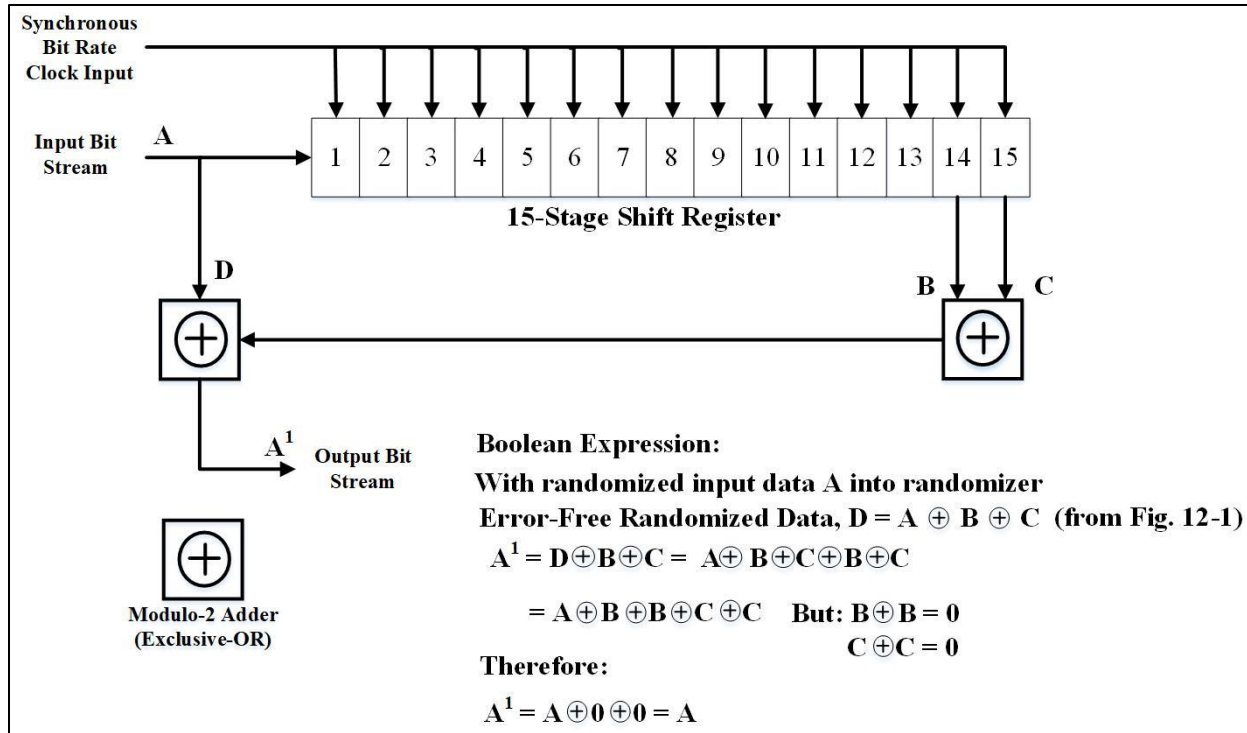 Synchronous
Bit Rate
Clock Input
A
Input Bit
Stream
1 2 3 4 5 6 7 8 9 10 11 12 13 14 15
15-Stage Shift Register
D
B C
A¹
Output Bit
Stream
Modulo-2 Adder
(Exclusive-OR)
Boolean Expression:
With randomized input data A into randomizer
Error-Free Randomized Data, D = A ⊕ B ⊕ C (from Fig. 12-1)
A¹ = D⊕B⊕C = A⊕ B⊕C⊕B⊕C
= A⊕B⊕B⊕C⊕C But: B⊕B = 0
C⊕C = 0
Therefore:
A¹ = A⊕0⊕0 = A